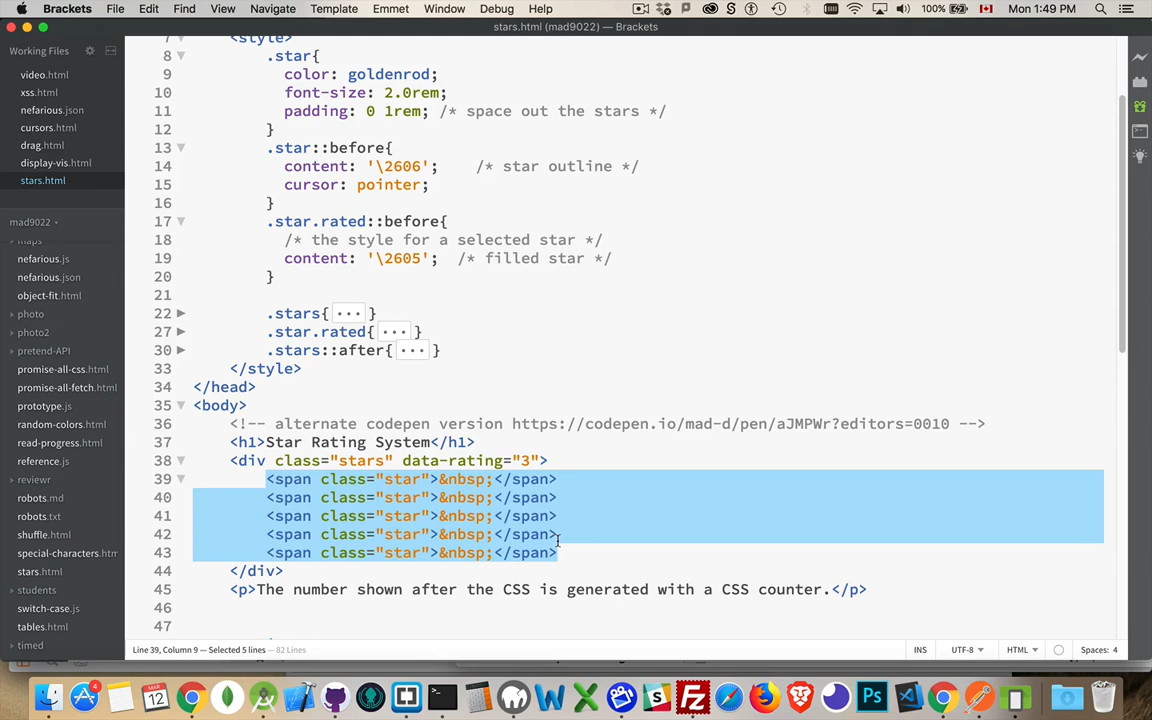 Brackets File Edit Find View Navigate Template Emmet Window Debug Help 100% Mon 1:49 PM
stars.html (mad9022) — Brackets
Working Files
video.html
xss.html
nefarious.json
cursors.html
drag.html
display-vis.html
stars.html
mad9022
maps
nefarious.js
nefarious.json
object-fit.html
photo
photo2
pretend-API
promise-all-css.html
promise-all-fetch.html
prototype.js
random-colors.html
read-progress.html
reference.js
reviewr
robots.md
robots.txt
shuffle.html
special-characters.htm
stars.html
students
switch-case.js
tables.html
timed
7 <style>
8 .star{
9 color: goldenrod;
10 font-size: 2.0rem;
11 padding: 0 1rem; /* space out the stars */
12 }
13 .star::before{
14 content: '\2606'; /* star outline */
15 cursor: pointer;
16 }
17 .star.rated::before{
18 /* the style for a selected star */
19 content: '\2605'; /* filled star */
20 }
21
22 .stars{ ... }
27 .star.rated{ ... }
30 .stars::after{ ... }
33 </style>
34 </head>
35 <body>
36 <!-- alternate codepen version https://codepen.io/mad-d/pen/aJMPWr?editors=0010 -->
37 <h1>Star Rating System</h1>
38 <div class="stars" data-rating="3">
39 <span class="star">&nbsp;</span>
40 <span class="star">&nbsp;</span>
41 <span class="star">&nbsp;</span>
42 <span class="star">&nbsp;</span>
43 <span class="star">&nbsp;</span>
44 </div>
45 <p>The number shown after the CSS is generated with a CSS counter.</p>
46
47
Line 39, Column 9 — Selected 5 lines — 82 Lines
INS UTF-8 HTML Spaces: 4
4
MAR
12
Ps